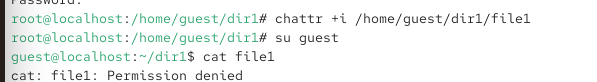 Password:
root@localhost:/home/guest/dir1# chattr +i /home/guest/dir1/file1
root@localhost:/home/guest/dir1# su guest
guest@localhost:~/dir1$ cat file1
cat: file1: Permission denied